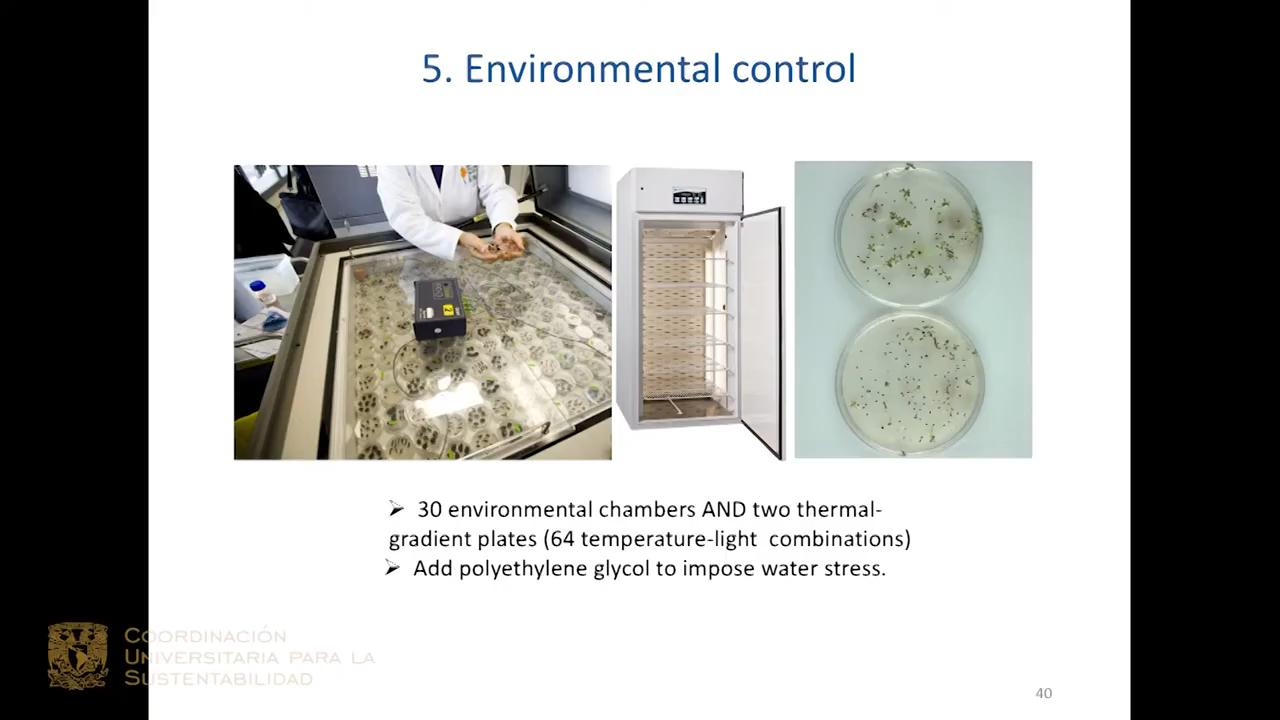 5. Environmental control
➢ 30 environmental chambers AND two thermal-
gradient plates (64 temperature-light combinations)
➢ Add polyethylene glycol to impose water stress.
COORDINACIÓN
UNIVERSITARIA PARA LA
SUSTENTABILIDAD
40